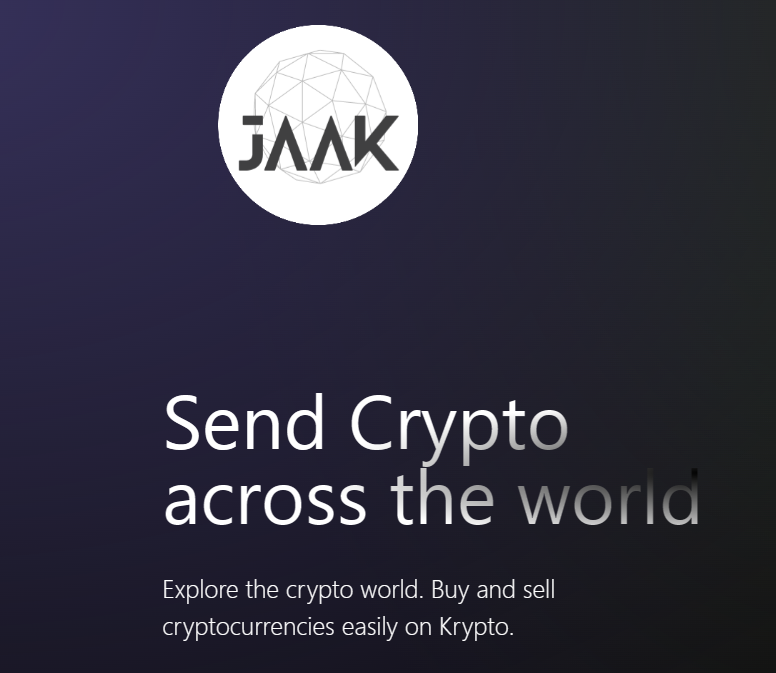 JAAK
Send Crypto
across the world
Explore the crypto world. Buy and sell
cryptocurrencies easily on Krypto.